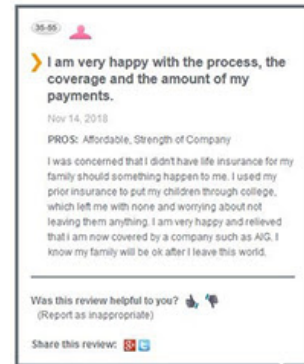 35-55
I am very happy with the process, the
coverage and the amount of my
payments.
Nov 14, 2018
PROS: Affordable, Strength of Company
I was concerned that I didnt have life insurance for my
family should something happen to me. I used my
prior insurance to put my children through college,
which left me with none and worrying about not
leaving them anything. I am very happy and relieved
that i am now covered by a company such as AIG. I
know my family will be ok after I leave this world.
Was this review helpful to you?
(Report as inappropriate)
Share this review: